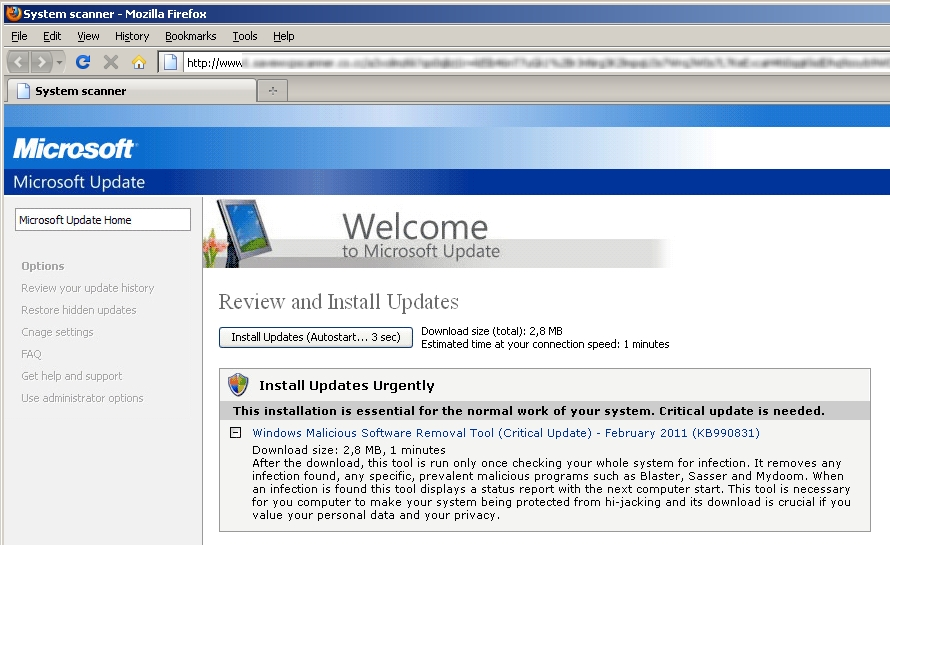 System scanner - Mozilla Firefox
File Edit View History Bookmarks Tools Help
http://www
System scanner
Microsoft
Microsoft Update
Microsoft Update Home
Options
Review your update history
Restore hidden updates
Cnage settings
FAQ
Get help and support
Use administrator options
Welcome
to Microsoft Update
Review and Install Updates
Install Updates (Autostart... 3 sec)
Download size (total): 2,8 MB
Estimated time at your connection speed: 1 minutes
Install Updates Urgently
This installation is essential for the normal work of your system. Critical update is needed.
Windows Malicious Software Removal Tool (Critical Update) - February 2011 (KB990831)
Download size: 2,8 MB, 1 minutes
After the download, this tool is run only once checking your whole system for infection. It removes any
infection found, any specific, prevalent malicious programs such as Blaster, Sasser and Mydoom. When
an infection is found this tool displays a status report with the next computer start. This tool is necessary
for you computer to make your system being protected from hi-jacking and its download is crucial if you
value your personal data and your privacy.